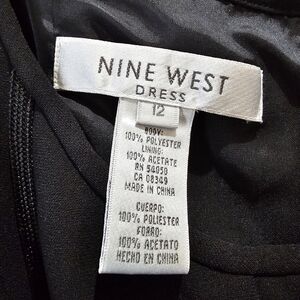 NINE WEST
DRESS
12
BODY:
100% POLYESTER
LINING:
100% ACETATE
RN 54050
CA 08349
MADE IN CHINA
CUERPO:
100% POLIESTER
FORRO:
100% ACETATO
HECHO EN CHINA